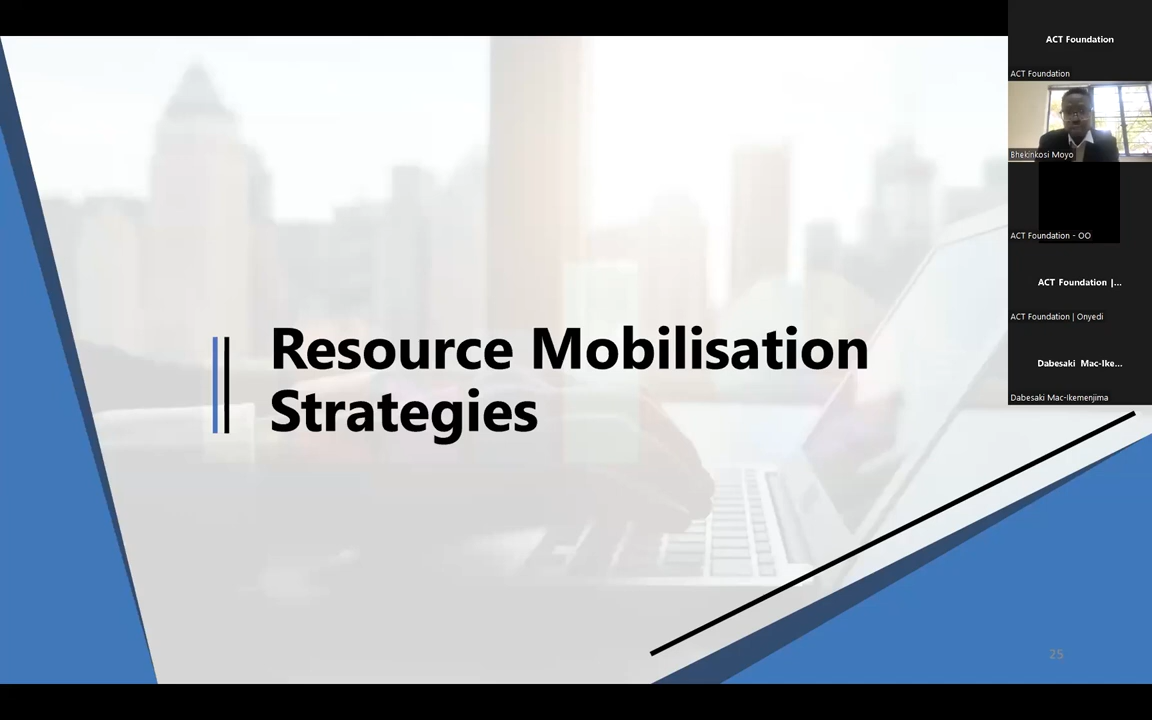 Resource Mobilisation
Strategies
25
ACT Foundation
ACT Foundation
Bhekinkosi Moyo
ACT Foundation - OO
ACT Foundation |...
ACT Foundation | Onyedi
Dabesaki Mac-Ike...
Dabesaki Mac-Ikemenjima